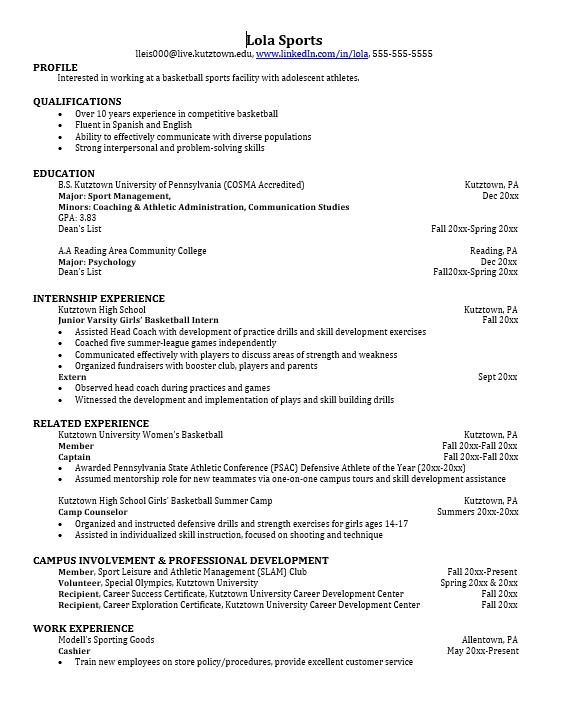 Lola Sports
lleis000@live.kutztown.edu, www.linkedIn.com/in/lola, 555-555-5555
PROFILE
Interested in working at a basketball sports facility with adolescent athletes.
QUALIFICATIONS
• Over 10 years experience in competitive basketball
• Fluent in Spanish and English
• Ability to effectively communicate with diverse populations
• Strong interpersonal and problem-solving skills
EDUCATION
B.S. Kutztown University of Pennsylvania (COSMA Accredited) Kutztown, PA
Major: Sport Management, Dec 20xx
Minors: Coaching & Athletic Administration, Communication Studies
GPA: 3.83
Dean's List Fall 20xx-Spring 20xx
A.A Reading Area Community College Reading, PA
Major: Psychology Dec 20xx
Dean's List Fall20xx-Spring 20xx
INTERNSHIP EXPERIENCE
Kutztown High School Kutztown, PA
Junior Varsity Girls' Basketball Intern Fall 20xx
• Assisted Head Coach with development of practice drills and skill development exercises
• Coached five summer-league games independently
• Communicated effectively with players to discuss areas of strength and weakness
• Organized fundraisers with booster club, players and parents
Extern Sept 20xx
• Observed head coach during practices and games
• Witnessed the development and implementation of plays and skill building drills
RELATED EXPERIENCE
Kutztown University Women's Basketball Kutztown, PA
Member Fall 20xx-Fall 20xx
Captain Fall 20xx-Fall 20xx
• Awarded Pennsylvania State Athletic Conference (PSAC) Defensive Athlete of the Year (20xx-20xx)
• Assumed mentorship role for new teammates via one-on-one campus tours and skill development assistance
Kutztown High School Girls' Basketball Summer Camp Kutztown, PA
Camp Counselor Summers 20xx-20xx
• Organized and instructed defensive drills and strength exercises for girls ages 14-17
• Assisted in individualized skill instruction, focused on shooting and technique
CAMPUS INVOLVEMENT & PROFESSIONAL DEVELOPMENT
Member, Sport Leisure and Athletic Management (SLAM) Club Fall 20xx-Present
Volunteer, Special Olympics, Kutztown University Spring 20xx & 20xx
Recipient, Career Success Certificate, Kutztown University Career Development Center Fall 20xx
Recipient, Career Exploration Certificate, Kutztown University Career Development Center Fall 20xx
WORK EXPERIENCE
Modell's Sporting Goods Allentown, PA
Cashier May 20xx-Present
• Train new employees on store policy/procedures, provide excellent customer service